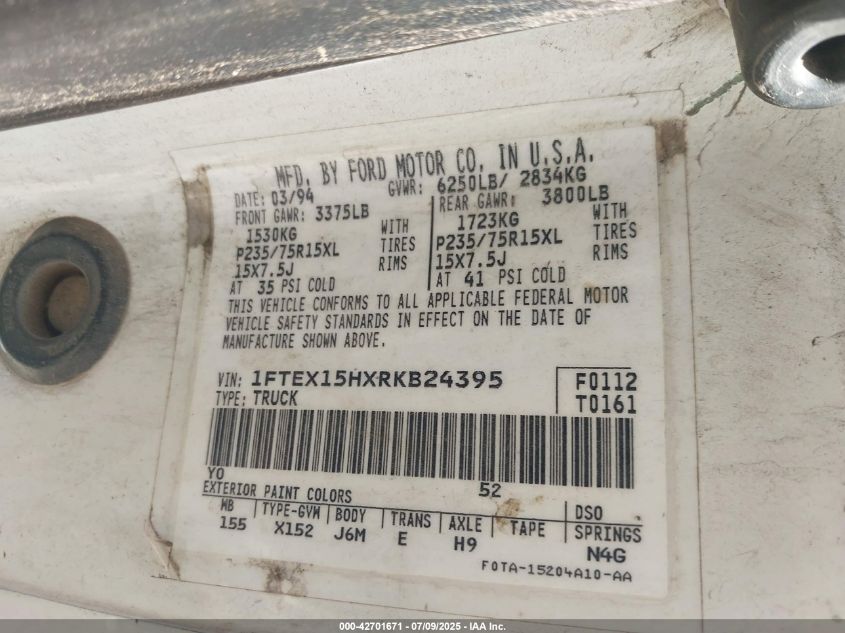 MFD. BY FORD MOTOR CO. IN U.S.A.
DATE: 03/94 GVWR: 6250LB/ 2834KG
FRONT GAWR: 3375LB REAR GAWR: 3800LB
1530KG WITH 1723KG WITH
P235/75R15XL TIRES P235/75R15XL TIRES
15X7.5J RIMS 15X7.5J RIMS
AT 35 PSI COLD AT 41 PSI COLD
THIS VEHICLE CONFORMS TO ALL APPLICABLE FEDERAL MOTOR
VEHICLE SAFETY STANDARDS IN EFFECT ON THE DATE OF
MANUFACTURE SHOWN ABOVE.
VIN: 1FTEX15HXRKB24395 F0112
TYPE: TRUCK T0161
YO 52
EXTERIOR PAINT COLORS DSO
WB TYPE-GVW BODY TRANS AXLE TAPE SPRINGS
155 X152 J6M E H9 N4G
F0TA-15204A10-AA
000-42701671 - 07/09/2025 - IAA Inc.